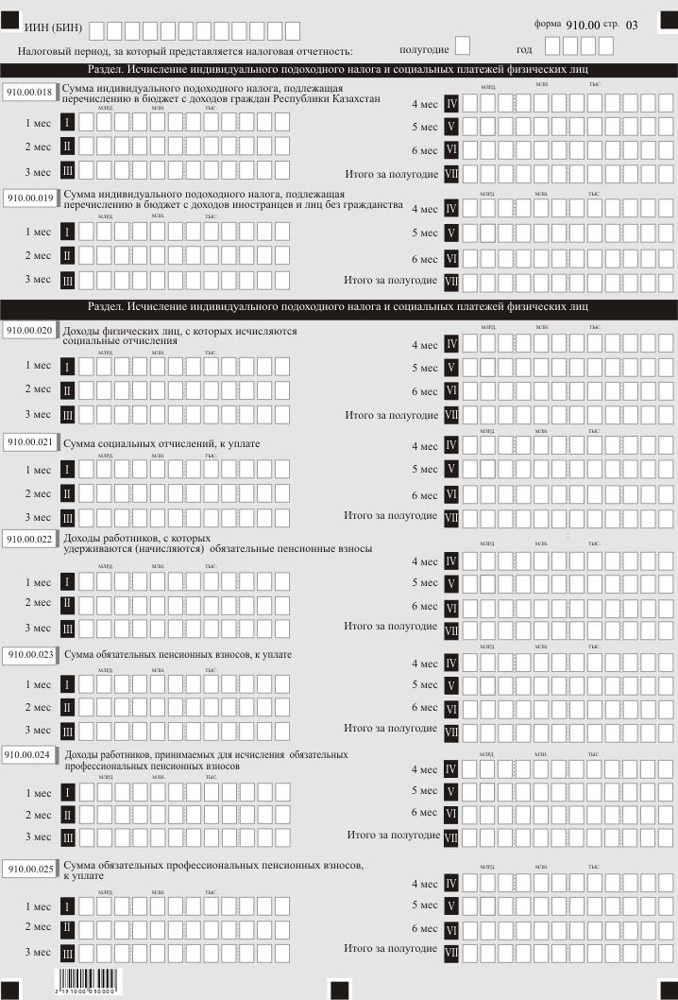 ИИН (БИН) форма 910.00 стр. 03
Налоговый период, за который представляется налоговая отчетность: полугодие год
Раздел. Исчисление индивидуального подоходного налога и социальных платежей физических лиц
910.00.018 Сумма индивидуального подоходного налога, подлежащая
перечислению в бюджет с доходов граждан Республики Казахстан
МЛРД. МЛН. ТЫС. МЛРД. МЛН. ТЫС.
1 мес I 4 мес IV
2 мес II 5 мес V
3 мес III 6 мес VI
Итого за полугодие VII
910.00.019 Сумма индивидуального подоходного налога, подлежащая
перечислению в бюджет с доходов иностранцев и лиц без гражданства
МЛРД. МЛН. ТЫС. МЛРД. МЛН. ТЫС.
1 мес I 4 мес IV
2 мес II 5 мес V
3 мес III 6 мес VI
Итого за полугодие VII
Раздел. Исчисление индивидуального подоходного налога и социальных платежей физических лиц
910.00.020 Доходы физических лиц, с которых исчисляются
социальные отчисления
МЛРД. МЛН. ТЫС. МЛРД. МЛН. ТЫС.
1 мес I 4 мес IV
2 мес II 5 мес V
3 мес III 6 мес VI
Итого за полугодие VII
910.00.021 Сумма социальных отчислений, к уплате
МЛРД. МЛН. ТЫС. МЛРД. МЛН. ТЫС.
1 мес I 4 мес IV
2 мес II 5 мес V
3 мес III 6 мес VI
Итого за полугодие VII
910.00.022 Доходы работников, с которых
удерживаются (начисляются) обязательные пенсионные взносы
МЛРД. МЛН. ТЫС. МЛРД. МЛН. ТЫС.
1 мес I 4 мес IV
2 мес II 5 мес V
3 мес III 6 мес VI
Итого за полугодие VII
910.00.023 Сумма обязательных пенсионных взносов, к уплате
МЛРД. МЛН. ТЫС. МЛРД. МЛН. ТЫС.
1 мес I 4 мес IV
2 мес II 5 мес V
3 мес III 6 мес VI
Итого за полугодие VII
910.00.024 Доходы работников, принимаемых для исчисления обязательных
профессиональных пенсионных взносов
МЛРД. МЛН. ТЫС. МЛРД. МЛН. ТЫС.
1 мес I 4 мес IV
2 мес II 5 мес V
3 мес III 6 мес VI
Итого за полугодие VII
910.00.025 Сумма обязательных профессиональных пенсионных взносов,
к уплате
МЛРД. МЛН. ТЫС. МЛРД. МЛН. ТЫС.
1 мес I 4 мес IV
2 мес II 5 мес V
3 мес III 6 мес VI
Итого за полугодие VII
2 191000 030000